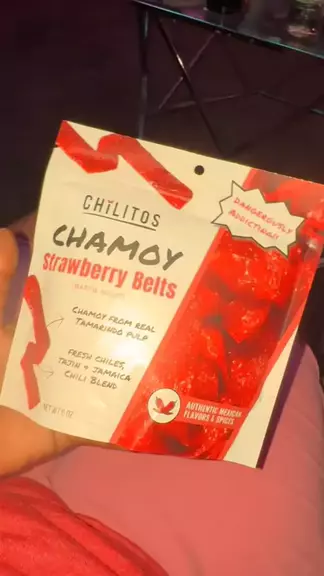 CHiLiTOS
CHAMOY
Strawberry Belts
DANGEROUSLY
ADDICTING!!
CHAMOY FROM REAL
TAMARINDO PULP
FRESH CHILES,
TAJIN & JAMAICA
CHILI BLEND
AUTHENTIC MEXICAN
FLAVORS & SPICES